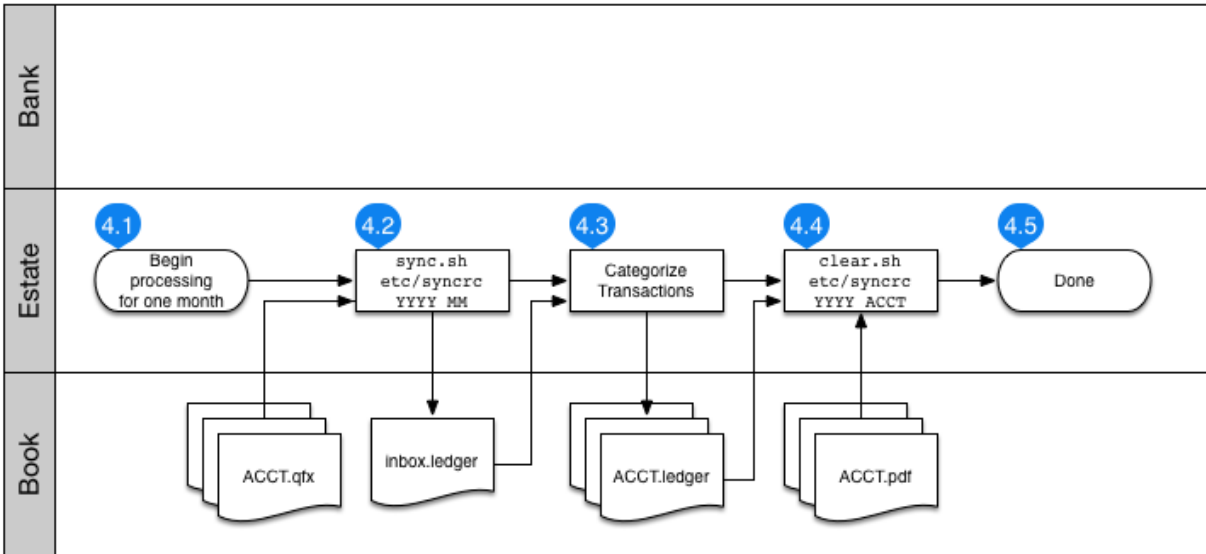 Bank
Estate
Book
4.1
Begin
processing
for one month
4.2
sync.sh
etc/syncrc
YYYY MM
4.3
Categorize
Transactions
4.4
clear.sh
etc/syncrc
YYYY ACCT
4.5
Done
ACCT.qfx
inbox.ledger
ACCT.ledger
ACCT.pdf